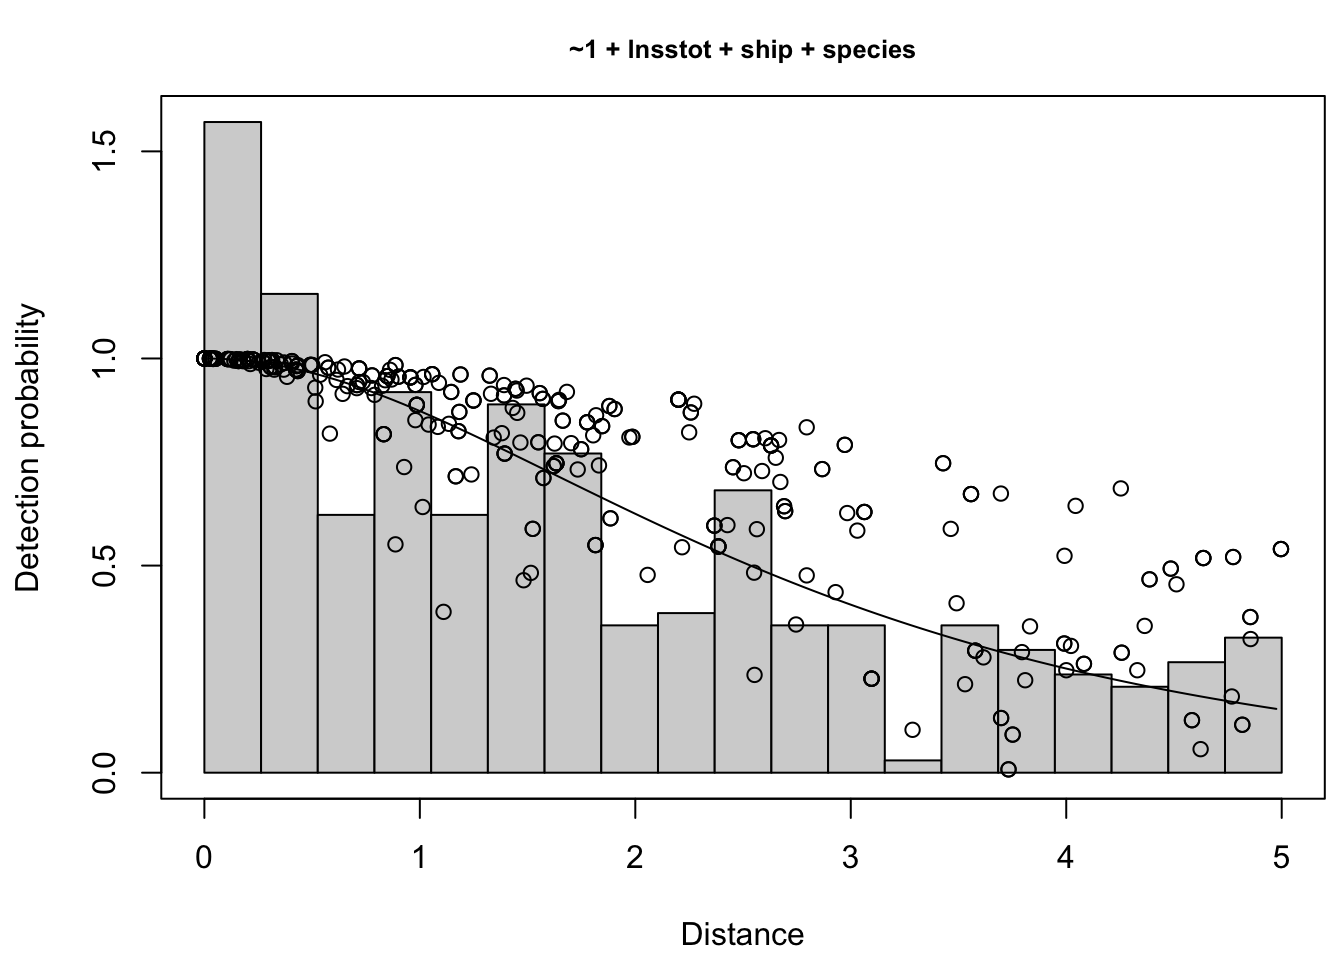 ~1 + lnsstot + ship + species
Detection probability
1.5
1.0
0.5
0.0
0 1 2 3 4 5
Distance